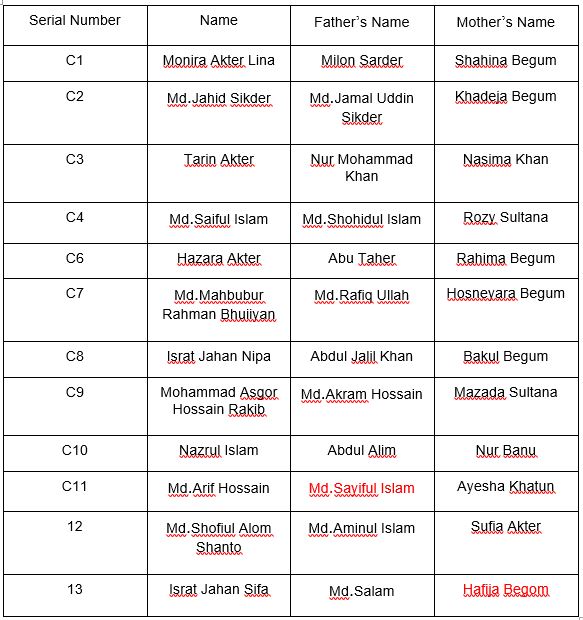 Serial Number Name Father's Name Mother's Name
C1 Monira Akter Lina Milon Sarder Shahina Begum
C2 Md.Jahid Sikder Md.Jamal Uddin Khadeja Begum
Sikder
C3 Tarin Akter Nur Mohammad Nasima Khan
Khan
C4 Md.Saiful Islam Md.Shohidul Islam Rozy Sultana
C6 Hazara Akter Abu Taher Rahima Begum
C7 Md.Mahbubur Md.Rafiq Ullah Hosneyara Begum
Rahman Bhuiiyan
C8 Israt Jahan Nipa Abdul Jalil Khan Bakul Begum
C9 Mohammad Asgor Md.Akram Hossain Mazada Sultana
Hossain Rakib
C10 Nazrul Islam Abdul Alim Nur Banu
C11 Md.Arif Hossain Md.Sayiful Islam Ayesha Khatun
12 Md.Shofiul Alom Md.Aminul Islam Sufia Akter
Shanto
13 Israt Jahan Sifa Md.Salam Hafija Begom